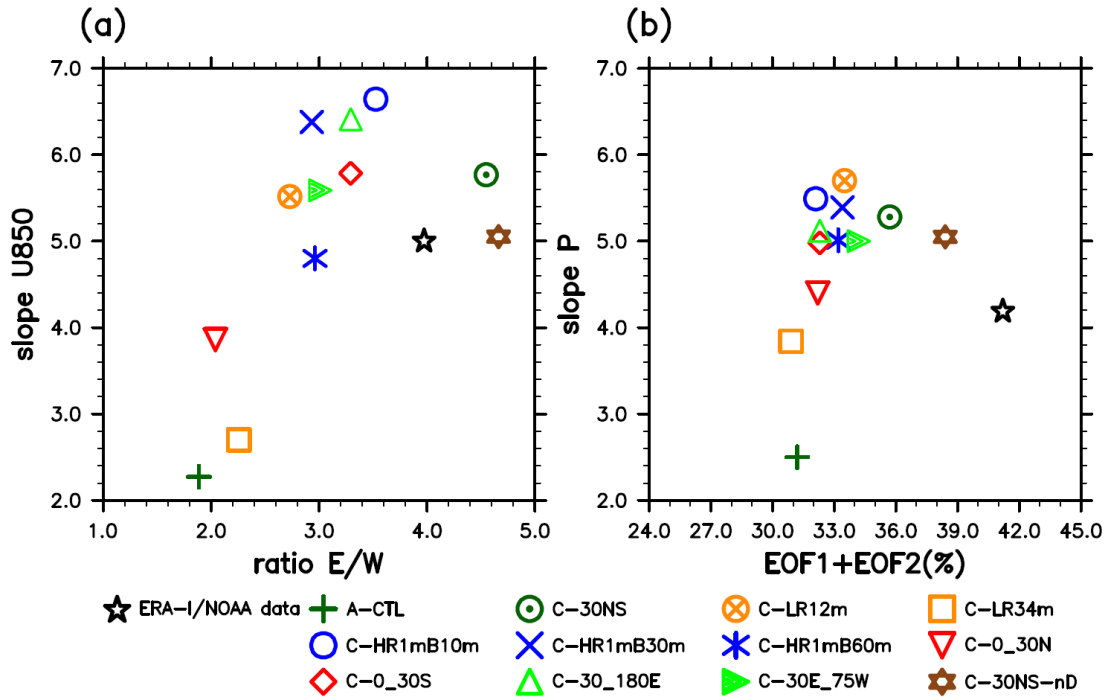 (a) (b)
7.0 7.0
6.0 6.0
5.0 5.0
4.0 4.0
3.0 3.0
2.0 2.0
slope U850 slope P
1.0 2.0 3.0 4.0 5.0 24.0 27.0 30.0 33.0 36.0 39.0 42.0 45.0
ratio E/W EOF1+EOF2(%)
ERA-I/NOAA data A-CTL C-30NS C-LR12m C-LR34m
C-HR1mB10m C-HR1mB30m C-HR1mB60m C-0_30N
C-0_30S C-30_180E C-30E_75W C-30NS-nD